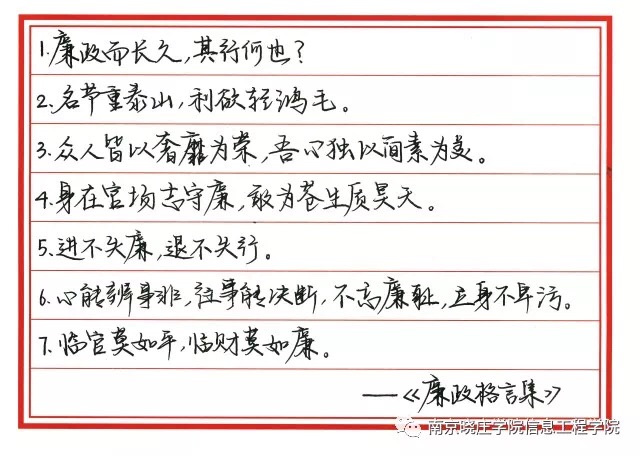 1.廉政而长久,其行何也?
2.名节重泰山,利欲轻鸿毛。
3.众人皆以奢靡为荣,吾心独以简素为美。
4.身在官场志守廉,敢为苍生质昊天。
5.进不失廉,退不失行。
6.心能辨事非,往事能决断,不忘廉耻,立身不卑污。
7.临官莫如平,临财莫如廉。
——《廉政格言集》
南京晓庄学院信息工程学院